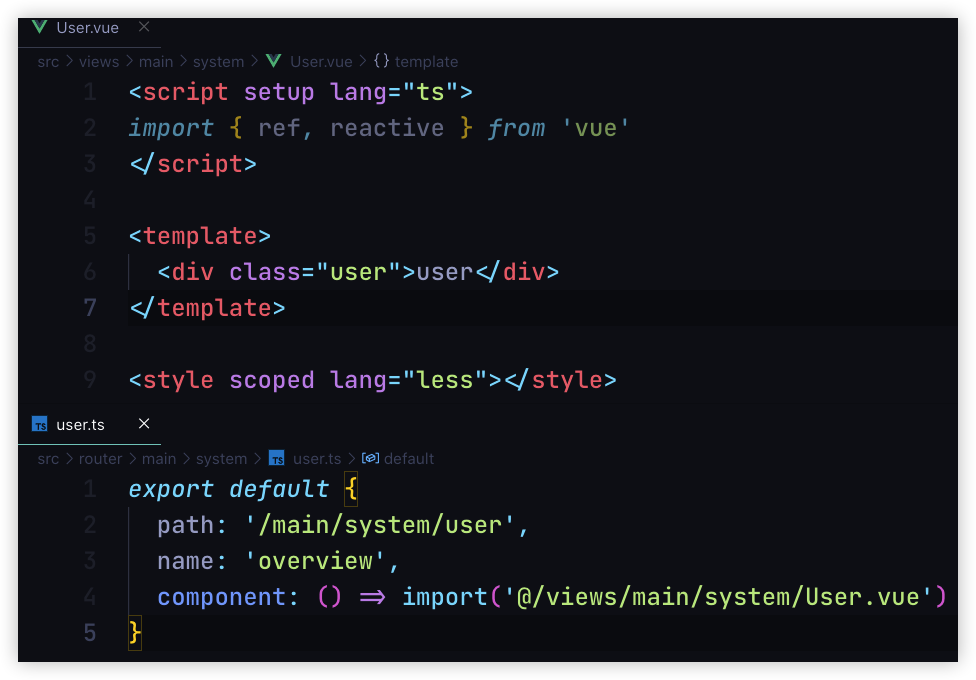 User.vue
src > views > main > system > User.vue > {} template
1 <script setup lang="ts">
2 import { ref, reactive } from 'vue'
3 </script>
4
5 <template>
6   <div class="user">user</div>
7 </template>
8
9 <style scoped lang="less"></style>
TS user.ts
src > router > main > system > TS user.ts > default
1 export default {
2   path: '/main/system/user',
3   name: 'overview',
4   component: () => import('@/views/main/system/User.vue')
5 }